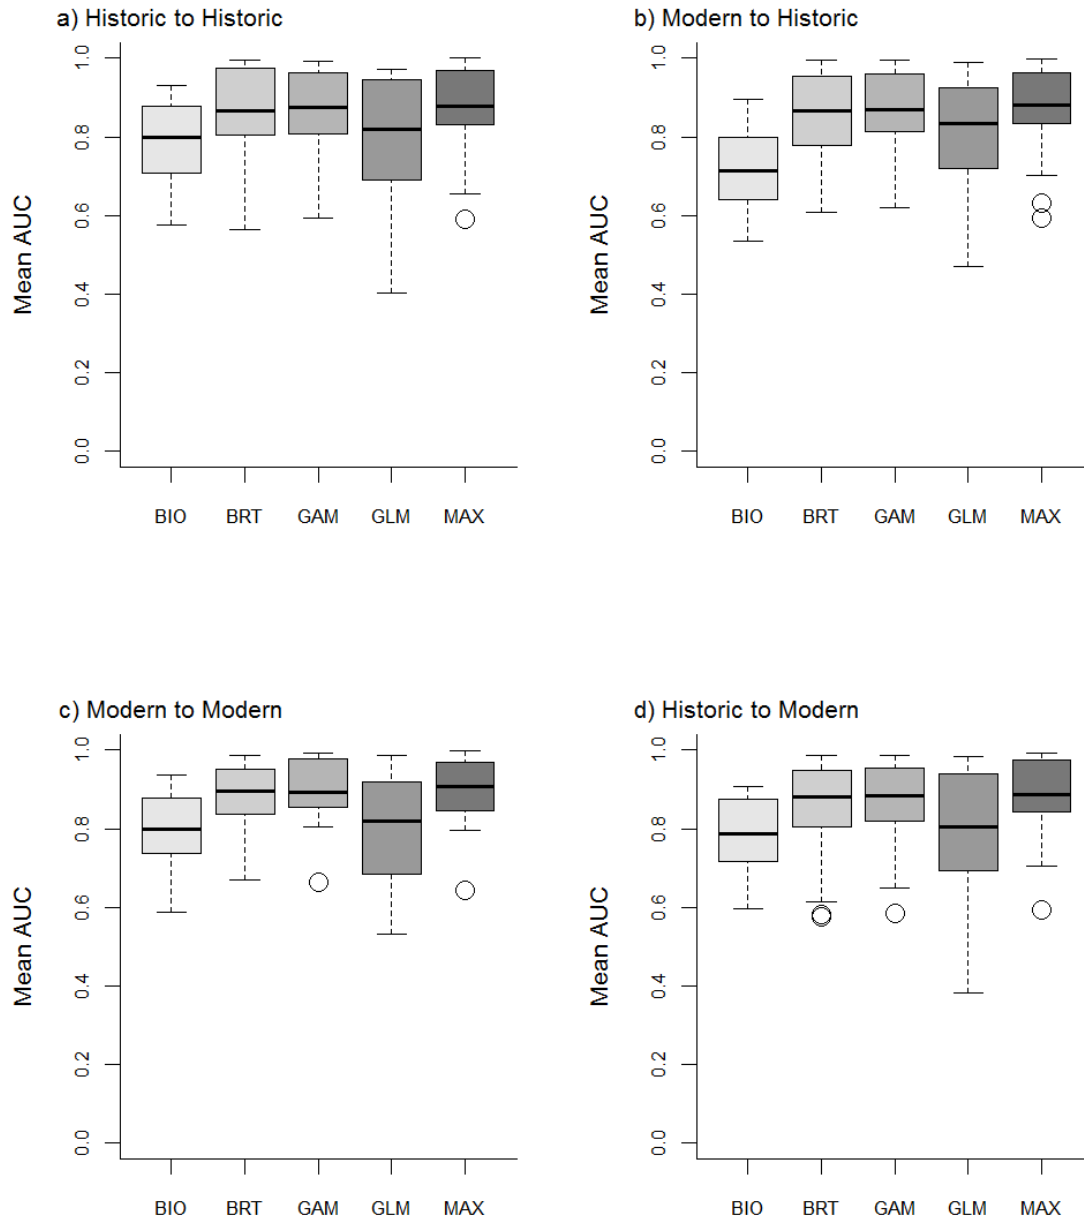 a) Historic to Historic
Mean AUC
1.0
0.8
0.6
0.4
0.2
0.0
BIO BRT GAM GLM MAX
b) Modern to Historic
Mean AUC
1.0
0.8
0.6
0.4
0.2
0.0
BIO BRT GAM GLM MAX
c) Modern to Modern
Mean AUC
1.0
0.8
0.6
0.4
0.2
0.0
BIO BRT GAM GLM MAX
d) Historic to Modern
Mean AUC
1.0
0.8
0.6
0.4
0.2
0.0
BIO BRT GAM GLM MAX